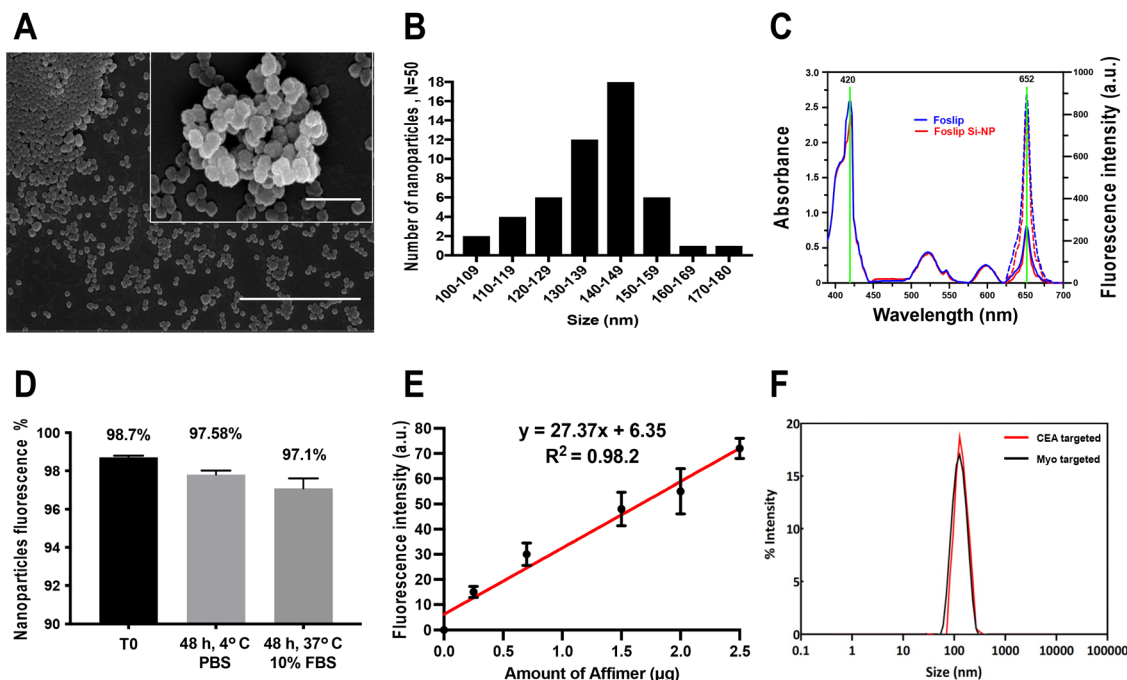 A
B
Number of nanoparticles , N=50
18
16
14
12
10
8
6
4
2
100-109
110-119
120-129
130-139
140-149
150-159
160-169
170-180
Size (nm)
C
420
652
Foslip
Foslip Si-NP
Absorbance
3.0
2.5
2.0
1.5
1.0
0.5
0.0
Fluorescence intensity (a.u.)
1000
800
600
400
200
0
400
450
500
550
600
650
700
Wavelength (nm)
D
Nanoparticles fluorescence %
100
98
96
94
92
90
98.7%
97.58%
97.1%
T0
48 h, 4º C
PBS
48 h, 37º C
10% FBS
E
y = 27.37x + 6.35
R2 = 0.98.2
Fluorescence intensity (a.u.)
80
70
60
50
40
30
20
10
0
0.0
0.5
1.0
1.5
2.0
2.5
Amount of Affimer (µg)
F
CEA targeted
Myo targeted
% Intensity
20
15
10
5
0
0.1
1
10
100
1000
10000
100000
Size (nm)